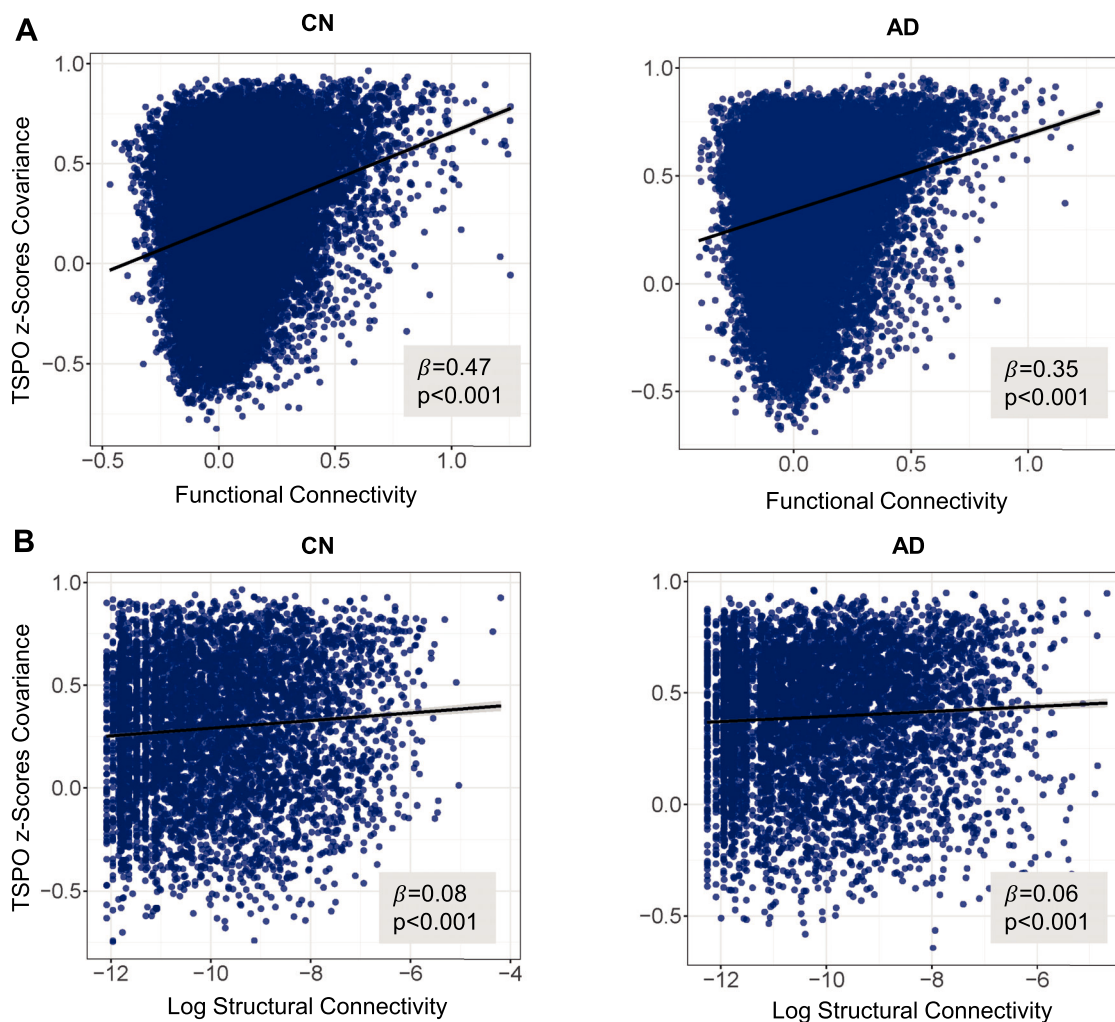 A
CN
AD
TSPO z-Scores Covariance
1.0
0.5
0.0
−0.5
β=0.47
p<0.001
−0.5
0.0
0.5
1.0
Functional Connectivity
1.0
0.5
0.0
−0.5
β=0.35
p<0.001
0.0
0.5
1.0
Functional Connectivity
B
CN
AD
TSPO z-Scores Covariance
1.0
0.5
0.0
−0.5
β=0.08
p<0.001
−12
−10
−8
−6
−4
Log Structural Connectivity
1.0
0.5
0.0
−0.5
β=0.06
p<0.001
−12
−10
−8
−6
Log Structural Connectivity